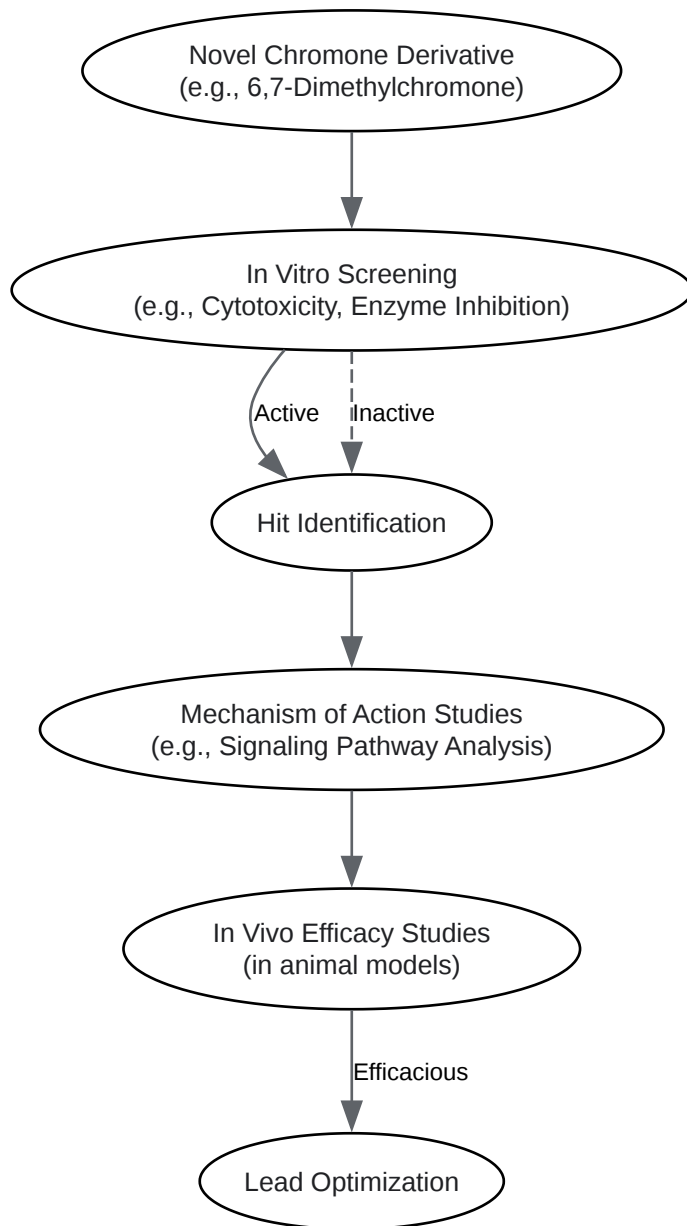 Novel Chromone Derivative
(e.g., 6,7-Dimethylchromone)
In Vitro Screening
(e.g., Cytotoxicity, Enzyme Inhibition)
Active
Inactive
Hit Identification
Mechanism of Action Studies
(e.g., Signaling Pathway Analysis)
In Vivo Efficacy Studies
(in animal models)
Efficacious
Lead Optimization